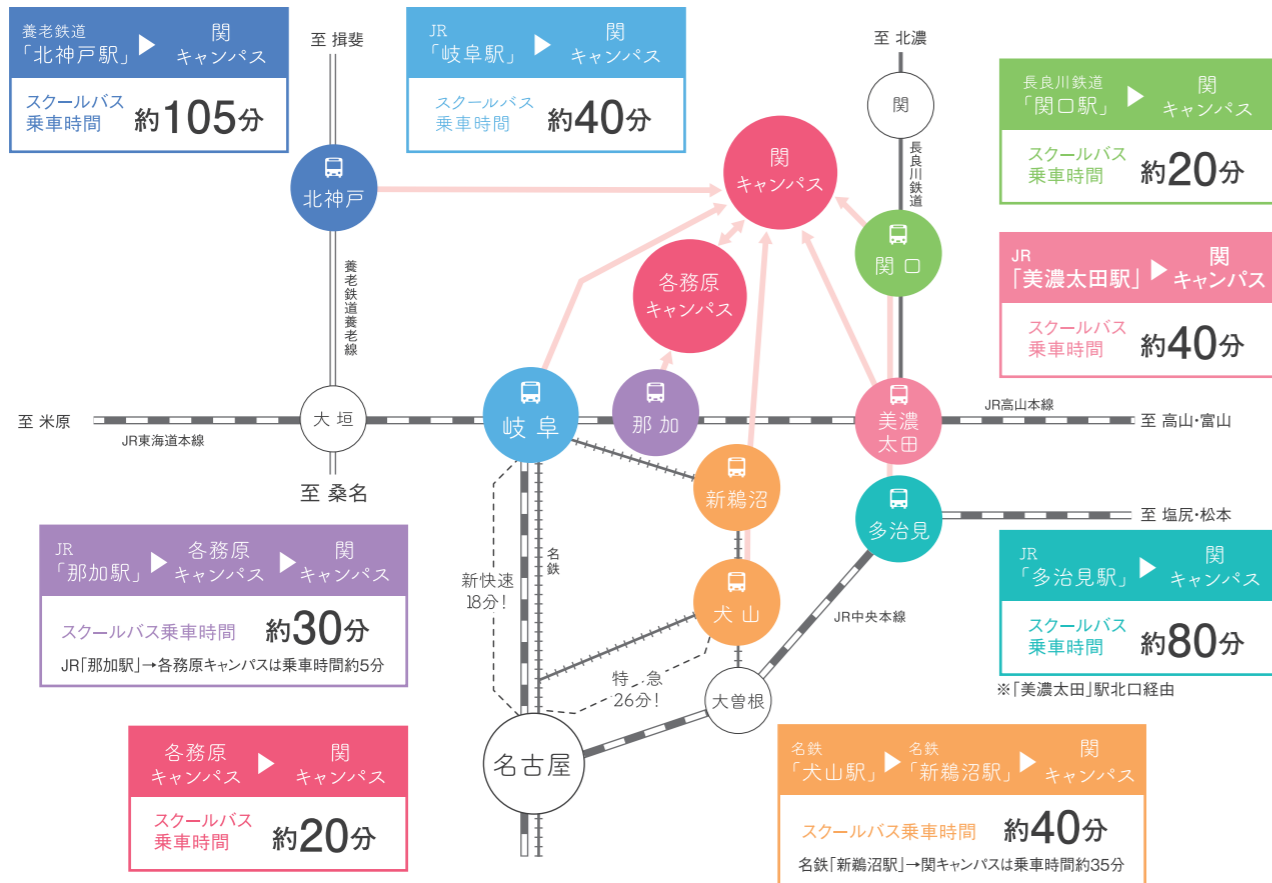 養老鉄道
「北神戸駅」▶関キャンパス
スクールバス
乗車時間 約105分
至 揖斐
JR
「岐阜駅」▶関キャンパス
スクールバス
乗車時間 約40分
至 北濃
関
長良川鉄道
長良川鉄道
「関口駅」▶関キャンパス
スクールバス
乗車時間 約20分
関
キャンパス
北神戸
関口
各務原
キャンパス
JR
「美濃太田駅」▶関キャンパス
スクールバス
乗車時間 約40分
養老鉄道養老線
至 米原
JR東海道本線
大垣
岐阜
那加
美濃
太田
JR高山本線
至 高山・富山
至 桑名
新鵜沼
多治見
至 塩尻・松本
JR
「那加駅」▶各務原キャンパス▶関キャンパス
スクールバス乗車時間 約30分
JR「那加駅」→各務原キャンパスは乗車時間約5分
新快速
18分!
名鉄
犬山
JR中央本線
JR
「多治見駅」▶関キャンパス
スクールバス
乗車時間 約80分
※「美濃太田」駅北口経由
特 急
26分!
大曽根
名古屋
各務原キャンパス▶関キャンパス
スクールバス
乗車時間 約20分
名鉄「犬山駅」▶名鉄「新鵜沼駅」▶関キャンパス
スクールバス乗車時間 約40分
名鉄「新鵜沼駅」→関キャンパスは乗車時間約35分